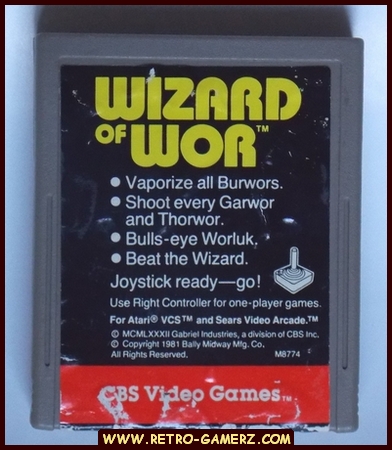 WIZARD
OF WOR™
• Vaporize all Burwors.
• Shoot every Garwor
and Thorwor.
• Bulls-eye Worluk.
• Beat the Wizard.
Joystick ready—go!
Use Right Controller for one-player games.
For Atari® VCS™ and Sears Video Arcade.™
© MCMLXXXII Gabriel Industries, a division of CBS Inc.
© Copyright 1981 Bally Midway Mfg. Co.
All Rights Reserved. M8774
CBS Video Games™
WWW.RETRO-GAMERZ.COM